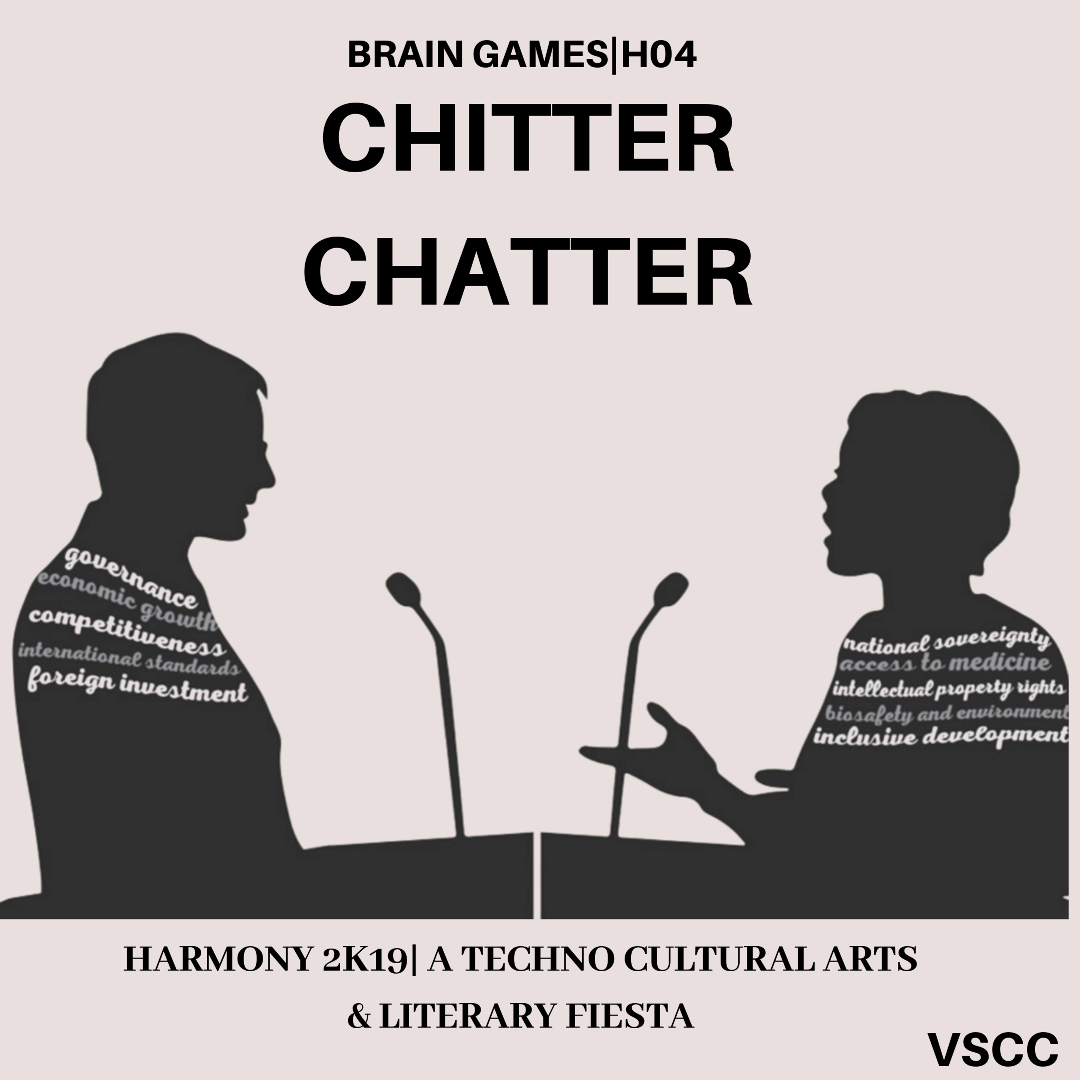 BRAIN GAMES|H04
CHITTER
CHATTER
governance
economic growth
competitiveness
international standards
foreign investment
national sovereignty
access to medicine
intellectual property rights
biosafety and environment
inclusive development
HARMONY 2K19| A TECHNO CULTURAL ARTS
& LITERARY FIESTA
VSCC